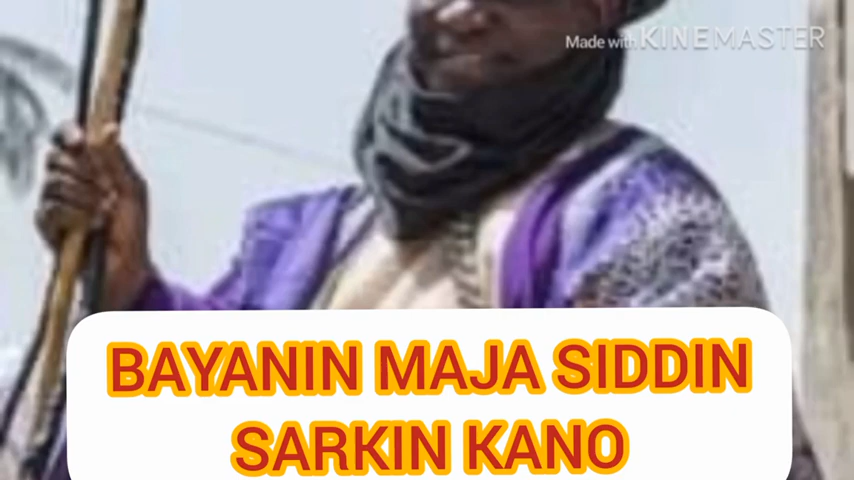 Made with KINEMASTER
BAYANIN MAJA SIDDIN
SARKIN KANO